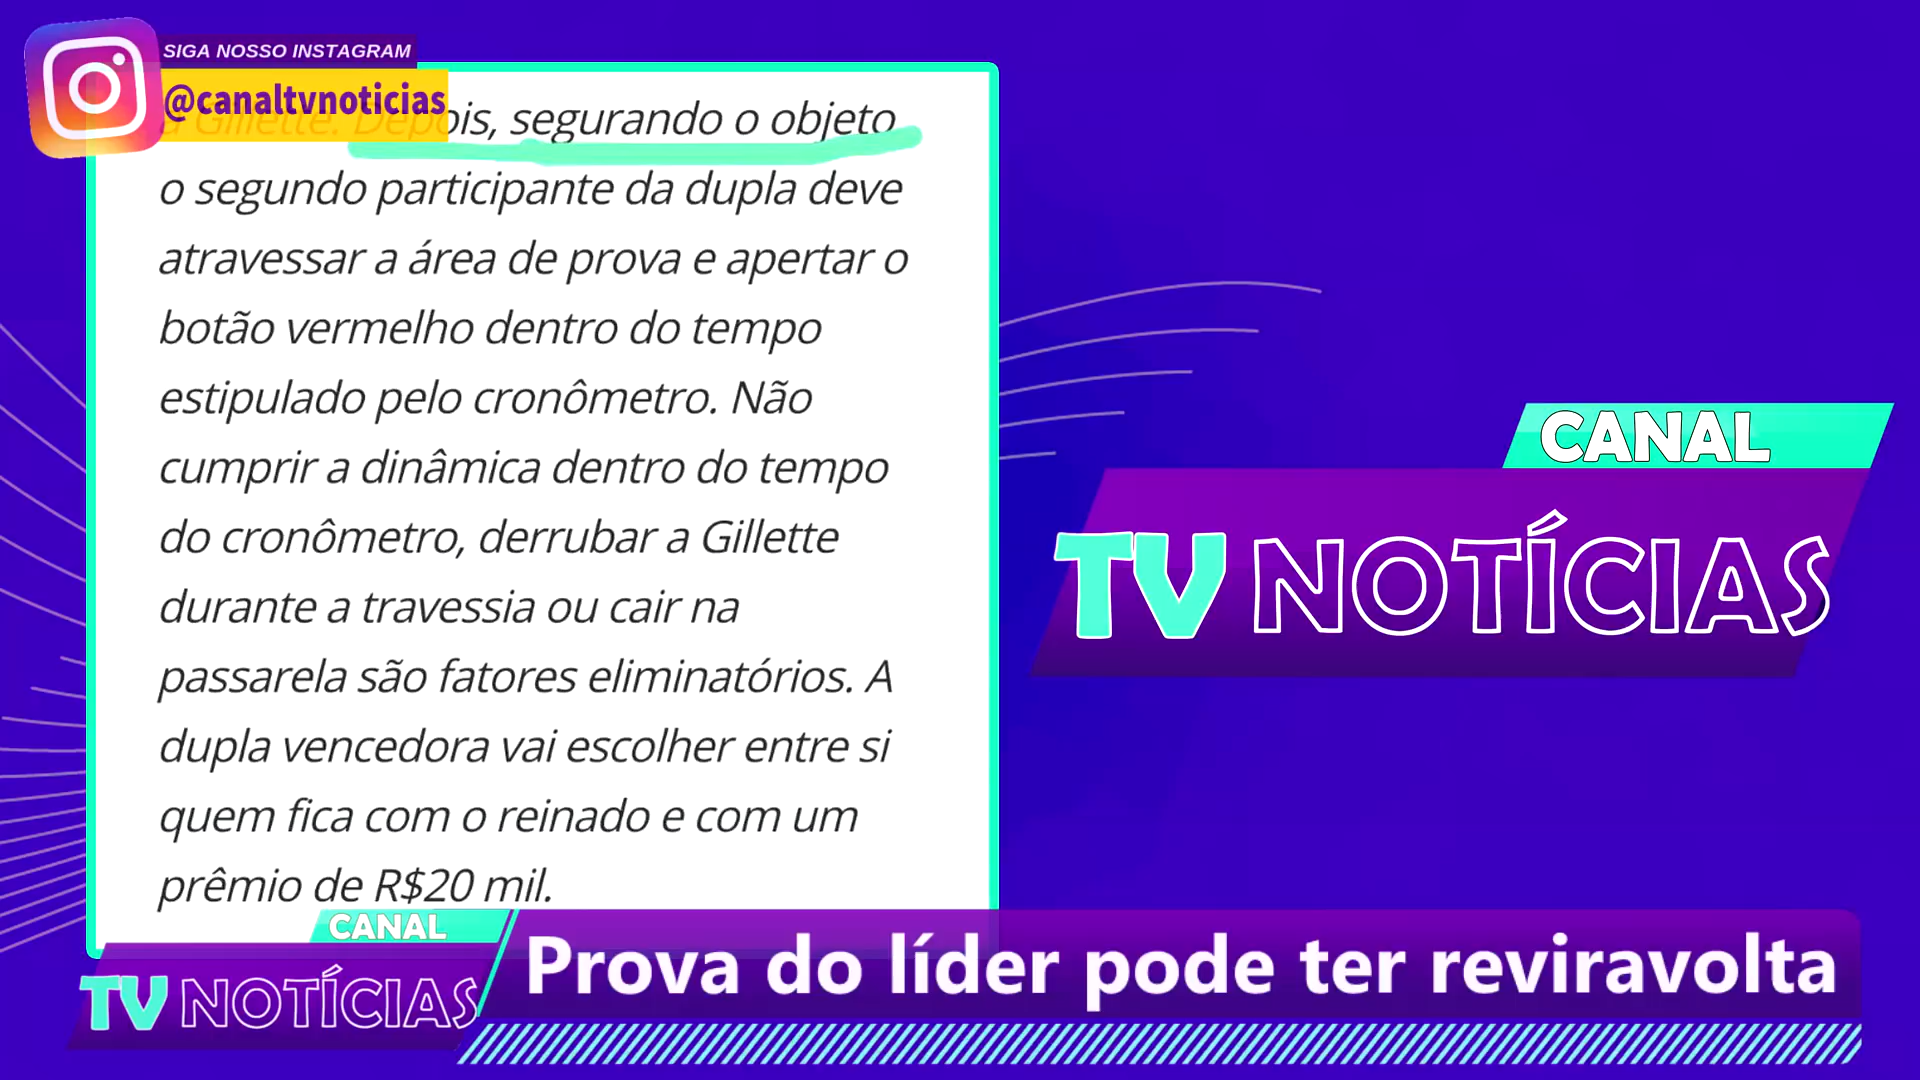 SIGA NOSSO INSTAGRAM
@canaltvnoticias
a Gillette. Depois, segurando o objeto
o segundo participante da dupla deve
atravessar a área de prova e apertar o
botão vermelho dentro do tempo
estipulado pelo cronômetro. Não
cumprir a dinâmica dentro do tempo
do cronômetro, derrubar a Gillette
durante a travessia ou cair na
passarela são fatores eliminatórios. A
dupla vencedora vai escolher entre si
quem fica com o reinado e com um
prêmio de R$20 mil.
CANAL
TV NOTÍCIAS
CANAL
TV NOTÍCIAS
Prova do líder pode ter reviravolta